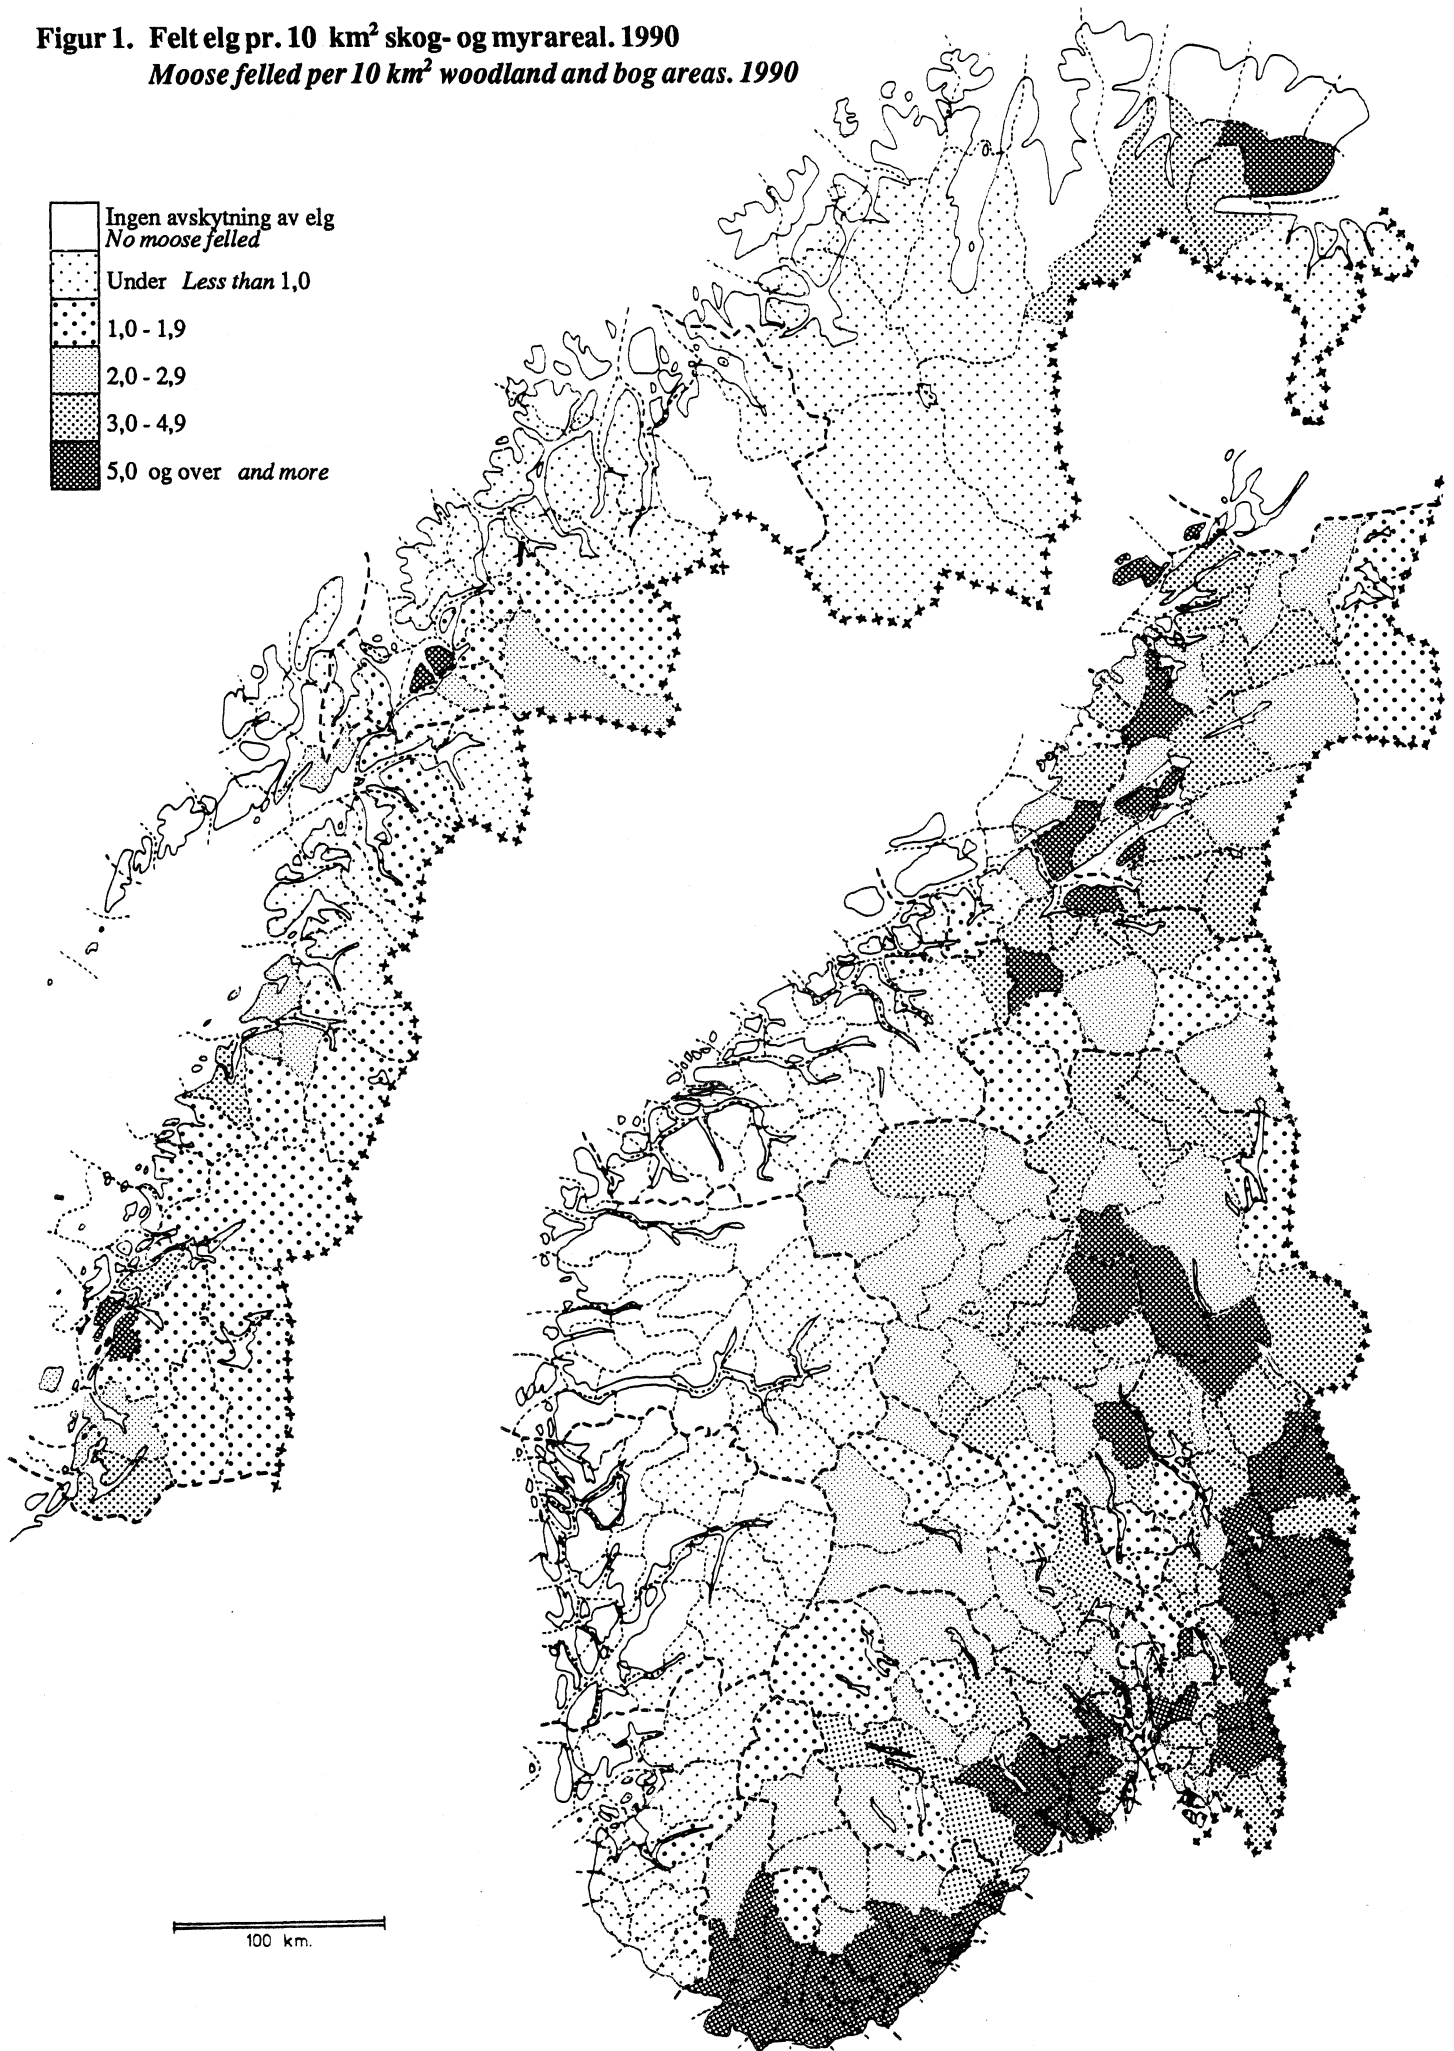 Figur 1. Felt elg pr. 10 km² skog- og myrareal. 1990
Moose felled per 10 km² woodland and bog areas. 1990
Ingen avskytning av elg
No moose felled
Under Less than 1,0
1,0 - 1,9
2,0 - 2,9
3,0 - 4,9
5,0 og over and more
100 km.